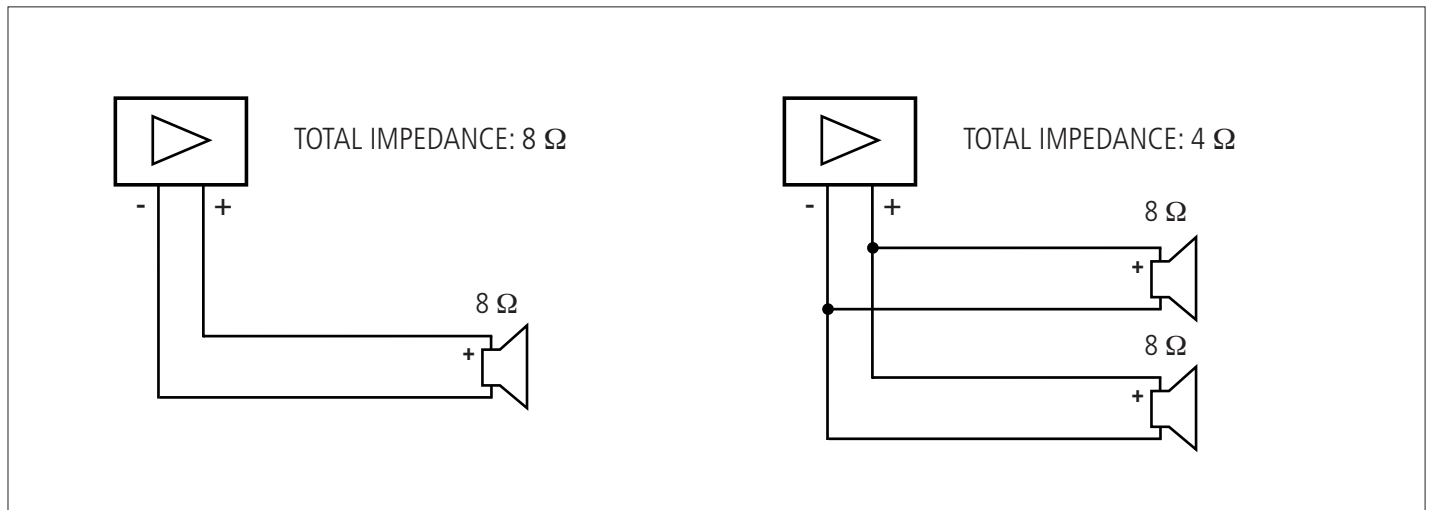 TOTAL IMPEDANCE: 8 Ω
- +
8 Ω
+
TOTAL IMPEDANCE: 4 Ω
- +
8 Ω
+
8 Ω
+